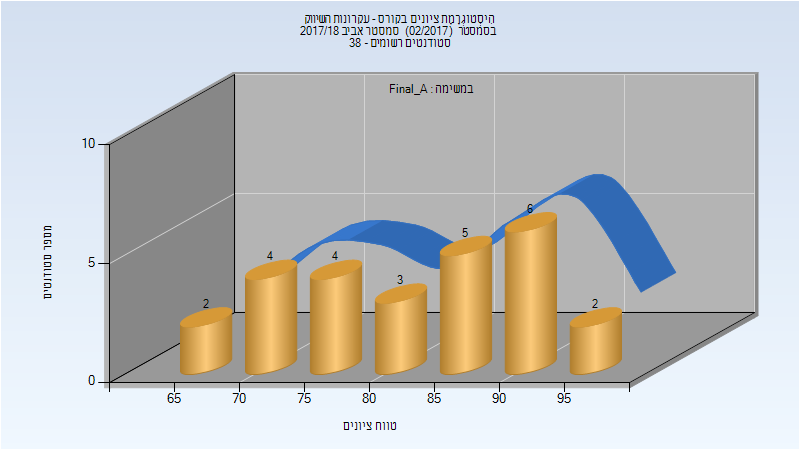 היסטוגרמת ציונים בקורס - עקרונות השיווק
בסמסטר (02/2017) סמסטר אביב 2017/18
סטודנטים רשומים - 38
במשימה : Final_A
מספר סטודנטים
10
5
0
2
4
4
3
5
6
2
65
70
75
80
85
90
95
טווח ציונים